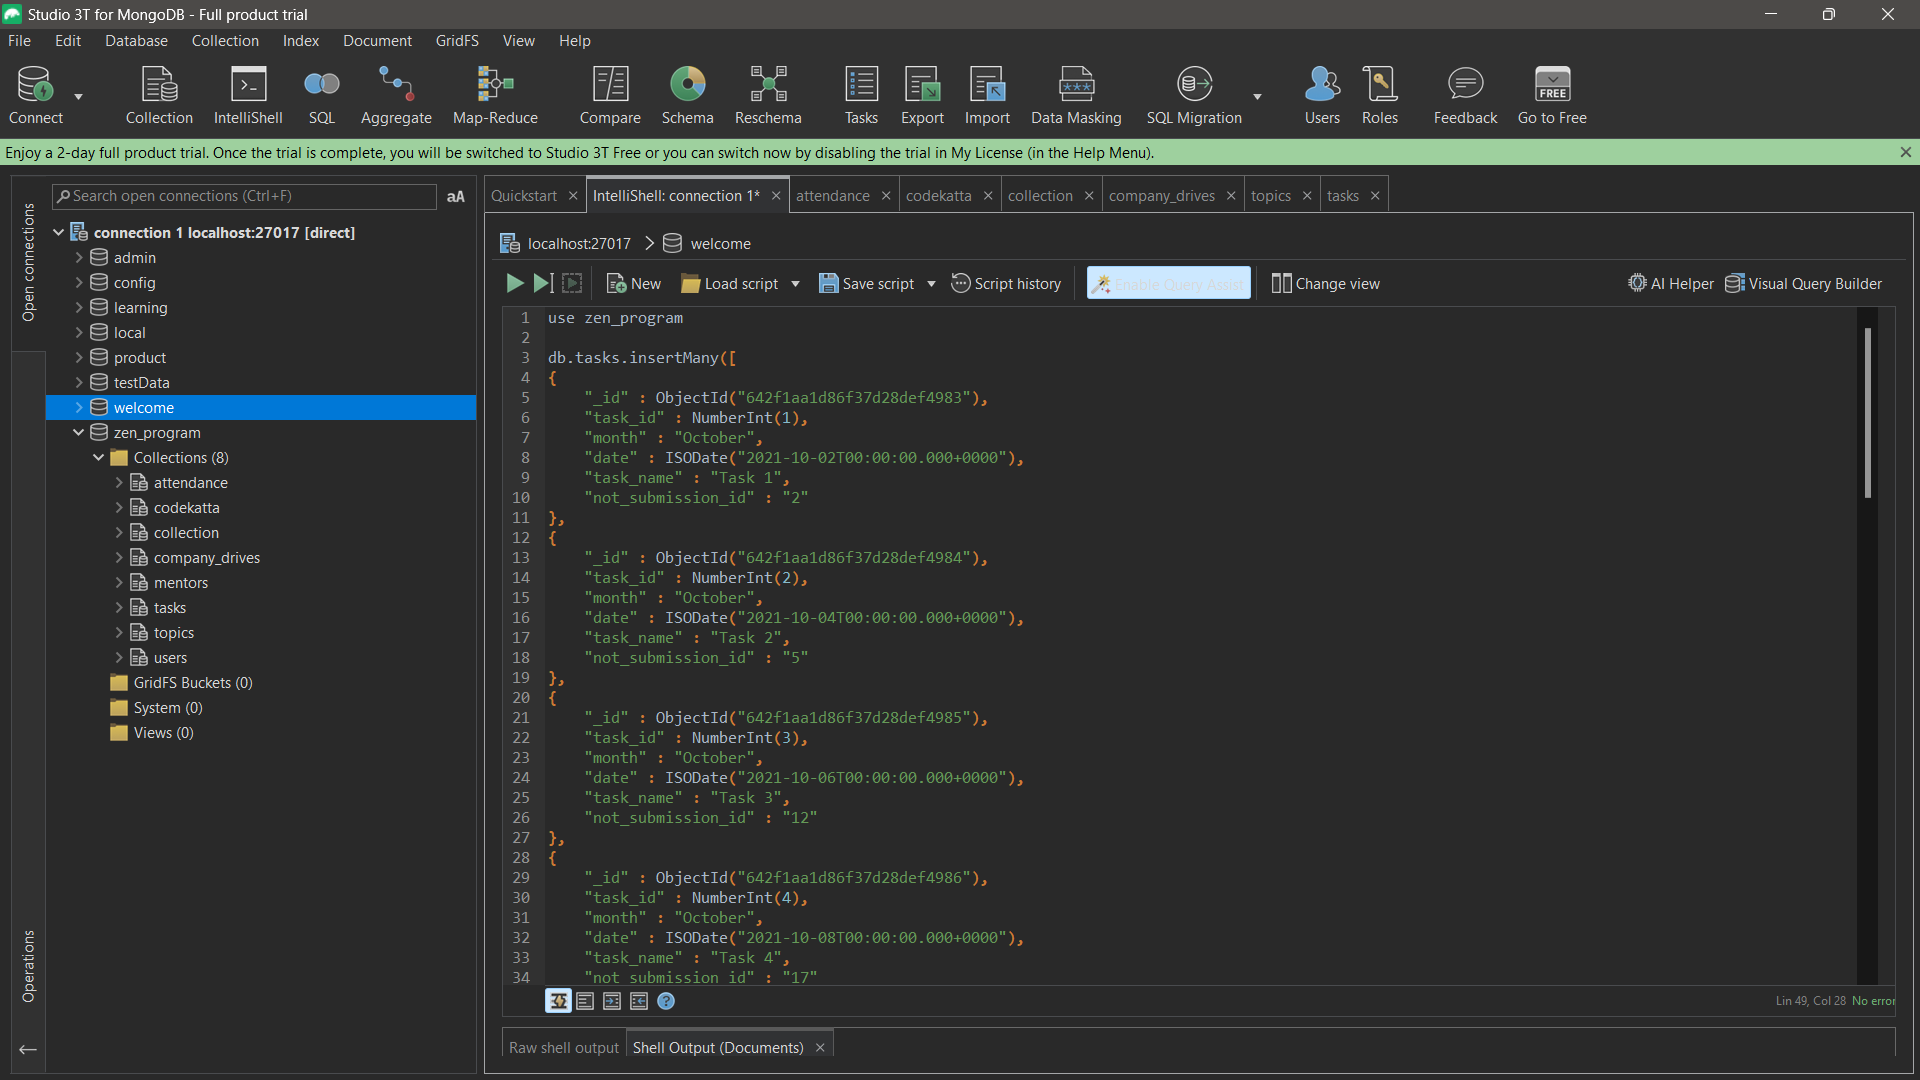 Studio 3T for MongoDB - Full product trial
File Edit Database Collection Index Document GridFS View Help
Connect Collection IntelliShell SQL Aggregate Map-Reduce Compare Schema Reschema Tasks Export Import Data Masking SQL Migration Users Roles Feedback FREE Go to Free
Enjoy a 2-day full product trial. Once the trial is complete, you will be switched to Studio 3T Free or you can switch now by disabling the trial in My License (in the Help Menu).
Open connections
Operations
Search open connections (Ctrl+F) aA
connection 1 localhost:27017 [direct]
admin
config
learning
local
product
testData
welcome
zen_program
Collections (8)
attendance
codekatta
collection
company_drives
mentors
tasks
topics
users
GridFS Buckets (0)
System (0)
Views (0)
Quickstart IntelliShell: connection 1* attendance codekatta collection company_drives topics tasks
localhost:27017 welcome
New Load script Save script Script history Enable Query Assist Change view AI Helper Visual Query Builder
1 use zen_program
2
3 db.tasks.insertMany([
4 {
5 "_id" : ObjectId("642f1aa1d86f37d28def4983"),
6 "task_id" : NumberInt(1),
7 "month" : "October",
8 "date" : ISODate("2021-10-02T00:00:00.000+0000"),
9 "task_name" : "Task 1",
10 "not_submission_id" : "2"
11 },
12 {
13 "_id" : ObjectId("642f1aa1d86f37d28def4984"),
14 "task_id" : NumberInt(2),
15 "month" : "October",
16 "date" : ISODate("2021-10-04T00:00:00.000+0000"),
17 "task_name" : "Task 2",
18 "not_submission_id" : "5"
19 },
20 {
21 "_id" : ObjectId("642f1aa1d86f37d28def4985"),
22 "task_id" : NumberInt(3),
23 "month" : "October",
24 "date" : ISODate("2021-10-06T00:00:00.000+0000"),
25 "task_name" : "Task 3",
26 "not_submission_id" : "12"
27 },
28 {
29 "_id" : ObjectId("642f1aa1d86f37d28def4986"),
30 "task_id" : NumberInt(4),
31 "month" : "October",
32 "date" : ISODate("2021-10-08T00:00:00.000+0000"),
33 "task_name" : "Task 4",
34 "not_submission_id" : "17"
Lin 49, Col 28 No error
Raw shell output Shell Output (Documents)